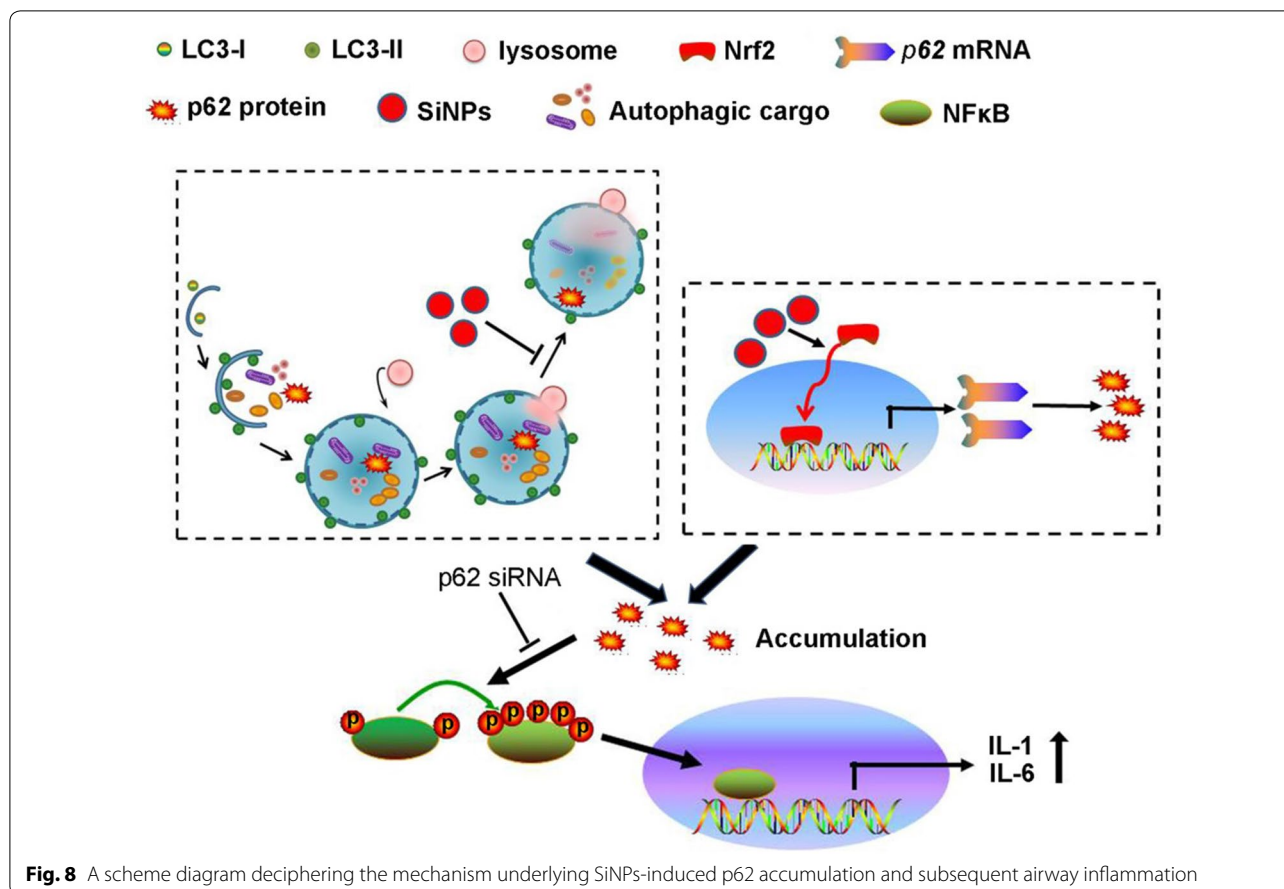 LC3-I LC3-II lysosome Nrf2 p62 mRNA
p62 protein SiNPs Autophagic cargo NFκB
p62 siRNA
Accumulation
p p p p p p p
IL-1
IL-6
Fig. 8 A scheme diagram deciphering the mechanism underlying SiNPs-induced p62 accumulation and subsequent airway inflammation